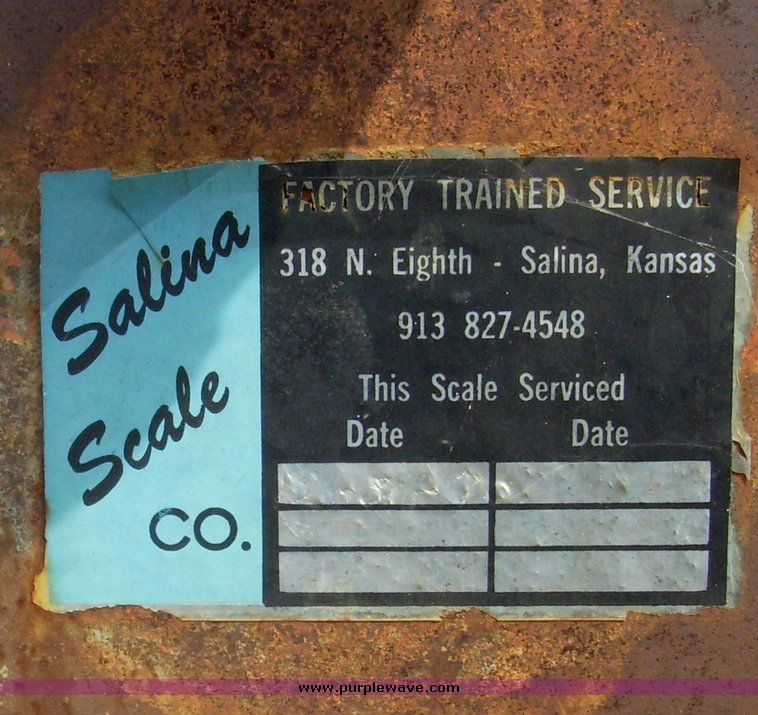 Salina
Scale
CO.
FACTORY TRAINED SERVICE
318 N. Eighth - Salina, Kansas
913 827-4548
This Scale Serviced
Date Date
www.purplewave.com